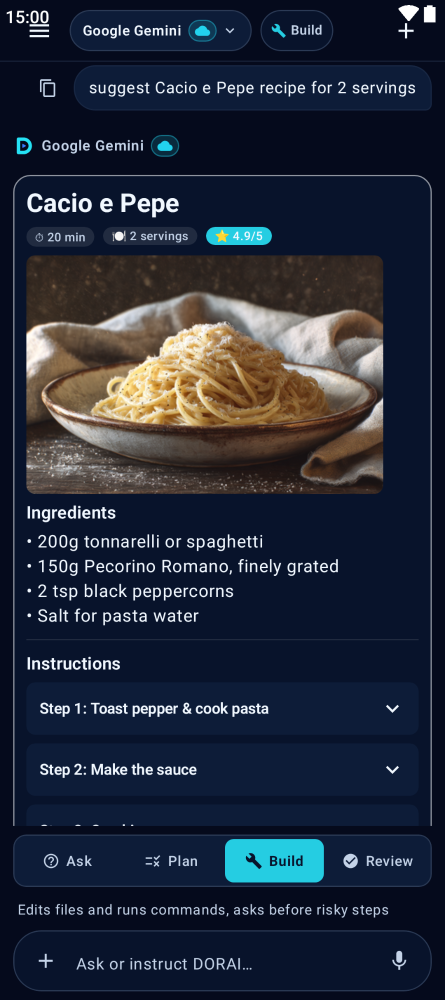 15:00
Google Gemini
Build
suggest Cacio e Pepe recipe for 2 servings
Google Gemini
Cacio e Pepe
⏱ 20 min
🍽 2 servings
⭐ 4.9/5
Ingredients
• 200g tonnarelli or spaghetti
• 150g Pecorino Romano, finely grated
• 2 tsp black peppercorns
• Salt for pasta water
Instructions
Step 1: Toast pepper & cook pasta
Step 2: Make the sauce
Ask
Plan
Build
Review
Edits files and runs commands, asks before risky steps
Ask or instruct DORAI…